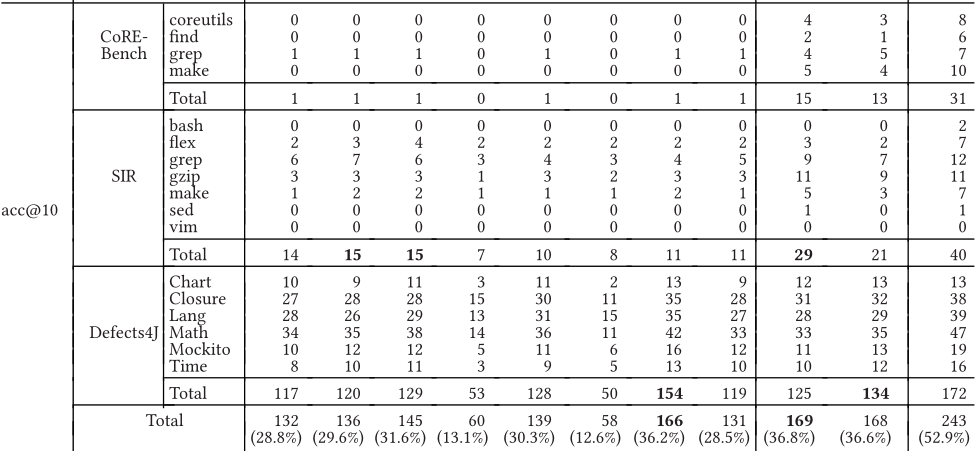 coreutils 0 0 0 0 0 0 0 0 4 3 8
CoRE- find 0 0 0 0 0 0 0 0 2 1 6
Bench grep 1 1 1 0 1 0 1 1 4 5 7
make 0 0 0 0 0 0 0 0 5 4 10
Total 1 1 1 0 1 0 1 1 15 13 31
bash 0 0 0 0 0 0 0 0 0 0 2
flex 2 3 4 2 2 2 2 2 3 2 7
grep 6 7 6 3 4 3 4 5 9 7 12
SIR gzip 3 3 3 1 3 2 3 3 11 9 11
make 1 2 2 1 1 1 2 1 5 3 7
acc@10 sed 0 0 0 0 0 0 0 0 1 0 1
vim 0 0 0 0 0 0 0 0 0 0 0
Total 14 15 15 7 10 8 11 11 29 21 40
Chart 10 9 11 3 11 2 13 9 12 13 13
Closure 27 28 28 15 30 11 35 28 31 32 38
Lang 28 26 29 13 31 15 35 27 28 29 39
Defects4J Math 34 35 38 14 36 11 42 33 33 35 47
Mockito 10 12 12 5 11 6 16 12 11 13 19
Time 8 10 11 3 9 5 13 10 10 12 16
Total 117 120 129 53 128 50 154 119 125 134 172
Total 132 136 145 60 139 58 166 131 169 168 243
(28.8%) (29.6%) (31.6%) (13.1%) (30.3%) (12.6%) (36.2%) (28.5%) (36.8%) (36.6%) (52.9%)